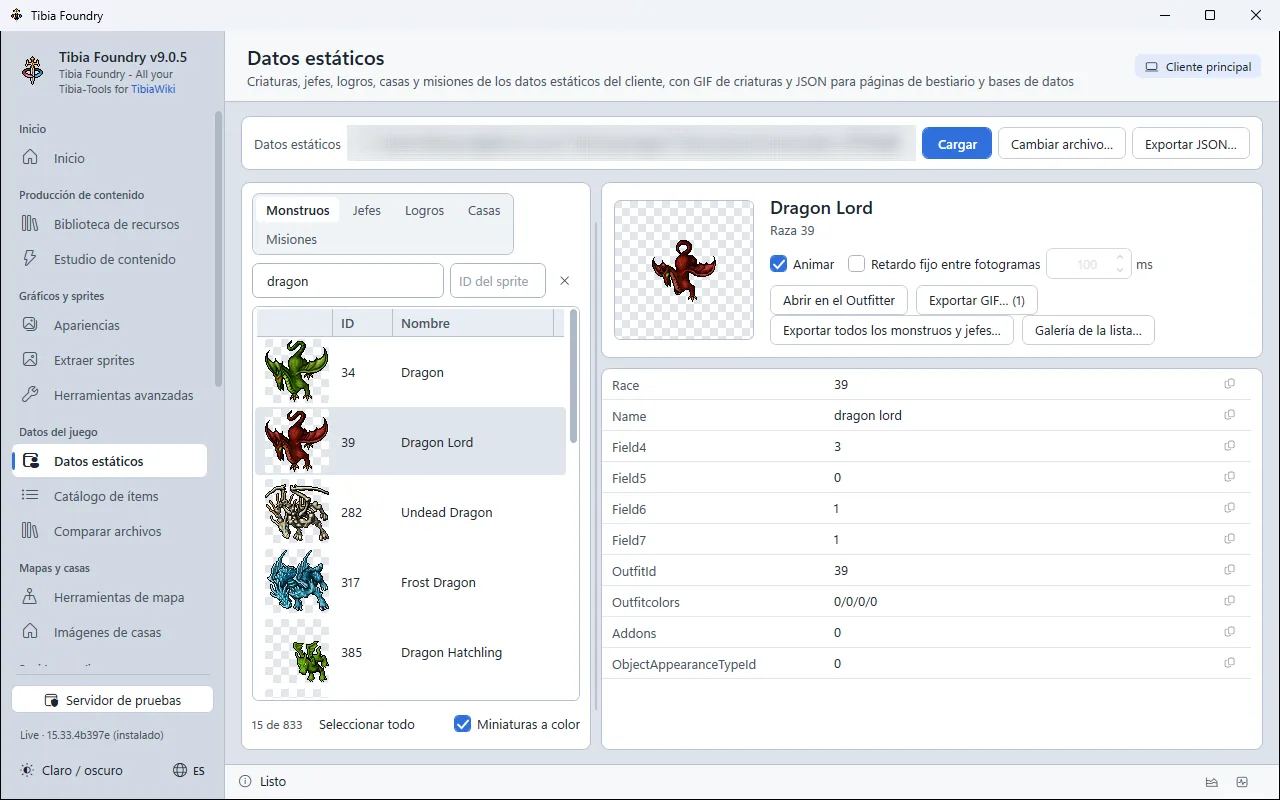 Tibia Foundry
Tibia Foundry v9.0.5
Tibia Foundry - All your
Tibia-Tools for TibiaWiki
Inicio
Inicio
Producción de contenido
Biblioteca de recursos
Estudio de contenido
Gráficos y sprites
Apariencias
Extraer sprites
Herramientas avanzadas
Datos del juego
Datos estáticos
Catálogo de ítems
Comparar archivos
Mapas y casas
Herramientas de mapa
Imágenes de casas
Servidor de pruebas
Live · 15.33.4b397e (instalado)
Claro / oscuro
ES
Datos estáticos
Criaturas, jefes, logros, casas y misiones de los datos estáticos del cliente, con GIF de criaturas y JSON para páginas de bestiario y bases de datos
Cliente principal
Datos estáticos
Cargar
Cambiar archivo...
Exportar JSON...
Monstruos Jefes Logros Casas
Misiones
dragon
ID del sprite
ID Nombre
34 Dragon
39 Dragon Lord
282 Undead Dragon
317 Frost Dragon
385 Dragon Hatchling
15 de 833 Seleccionar todo Miniaturas a color
Dragon Lord
Raza 39
Animar Retardo fijo entre fotogramas 100 ms
Abrir en el Outfitter Exportar GIF... (1)
Exportar todos los monstruos y jefes... Galería de la lista...
Race 39
Name dragon lord
Field4 3
Field5 0
Field6 1
Field7 1
OutfitId 39
Outfitcolors 0/0/0/0
Addons 0
ObjectAppearanceTypeId 0
Listo